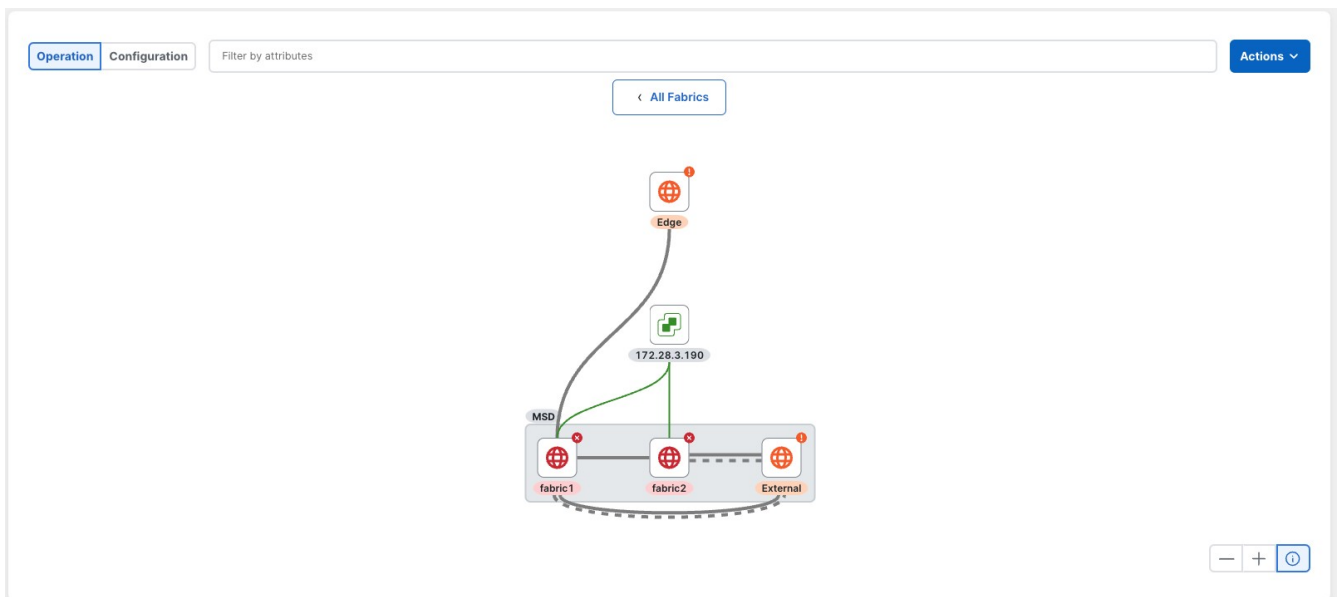 Operation Configuration Filter by attributes Actions
All Fabrics
Edge
172.28.3.190
MSD
fabric1 fabric2 External